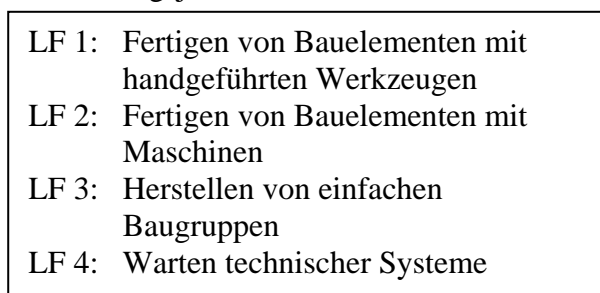 LF 1: Fertigen von Bauelementen mit
handgeführten Werkzeugen
LF 2: Fertigen von Bauelementen mit
Maschinen
LF 3: Herstellen von einfachen
Baugruppen
LF 4: Warten technischer Systeme